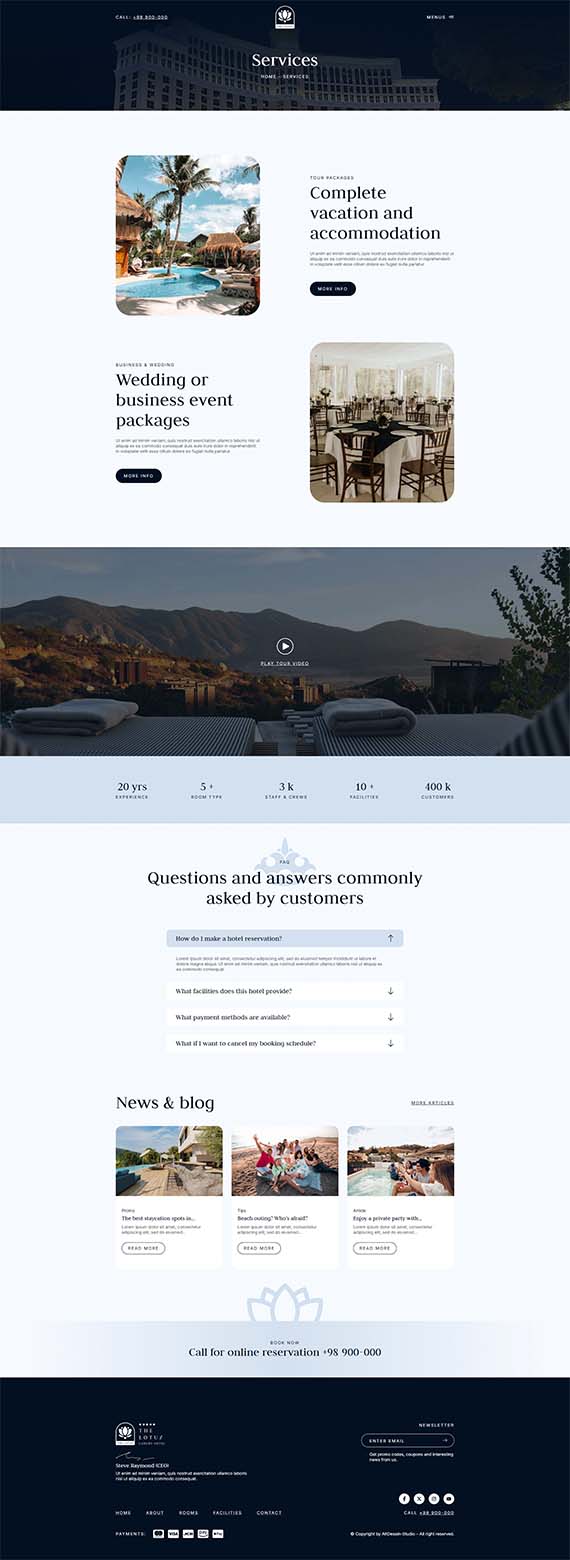 CALL: +98 900-000
MENUS
Services
HOME - SERVICES
TOUR PACKAGES
Complete
vacation and
accommodation
Ut enim ad minim veniam, quis nostrud exercitation ullamco laboris nisi ut
aliquip ex ea commodo consequat duis aute irure dolor in reprehenderit
in voluptate velit esse cillum dolore eu fugiat nulla pariatur.
MORE INFO
BUSINESS & WEDDING
Wedding or
business event
packages
Ut enim ad minim veniam, quis nostrud exercitation ullamco laboris nisi ut
aliquip ex ea commodo consequat duis aute irure dolor in reprehenderit
in voluptate velit esse cillum dolore eu fugiat nulla pariatur.
MORE INFO
PLAY TOUR VIDEO
20 yrs
EXPERIENCE
5 +
ROOM TYPE
3 k
STAFF & CREWS
10 +
FACILITIES
400 k
CUSTOMERS
FAQ
Questions and answers commonly
asked by customers
How do I make a hotel reservation?
Lorem ipsum dolor sit amet, consectetur adipiscing elit, sed do eiusmod tempor incididunt ut labore et
dolore magna aliqua. Ut enim ad minim veniam, quis nostrud exercitation ullamco laboris nisi ut aliquip ex
ea commodo consequat.
What facilities does this hotel provide?
What payment methods are available?
What if I want to cancel my booking schedule?
News & blog
MORE ARTICLES
Promo
The best staycation spots in...
Lorem ipsum dolor sit amet, consectetur
adipiscing elit, sed do eiusmod...
READ MORE
Tips
Beach outing? Who's afraid?
Lorem ipsum dolor sit amet, consectetur
adipiscing elit, sed do eiusmod...
READ MORE
Article
Enjoy a private party with...
Lorem ipsum dolor sit amet, consectetur
adipiscing elit, sed do eiusmod...
READ MORE
BOOK NOW
Call for online reservation +98 900-000
THE
LOTUZ
LUXURY HOTEL
Steve Raymond (CEO)
Ut enim ad minim veniam, quis nostrud exercitation ullamco laboris
nisi ut aliquip ex ea commodo consequat.
NEWSLETTER
ENTER EMAIL
Get promo codes, coupons and interesting
news from us.
HOME
ABOUT
ROOMS
FACILITIES
CONTACT
CALL +98 900-000
PAYMENTS:
VISA
JCB
© Copyright by ArtDessin-Studio - All right reserved.